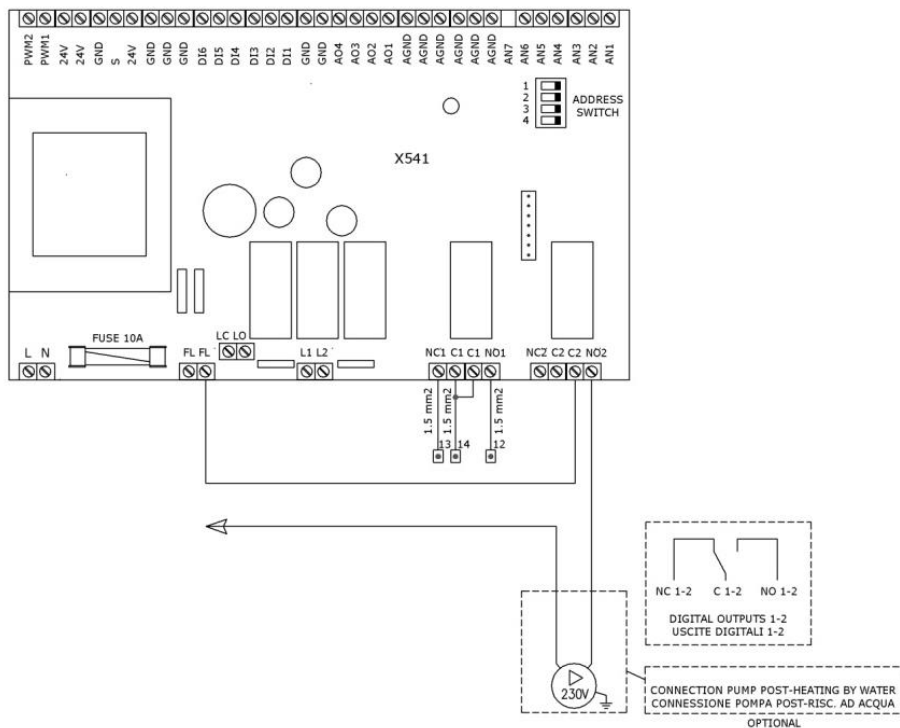 PWM2
PWM1
24V
24V
GND
S
24V
GND
GND
GND
DI6
DI5
DI4
DI3
DI2
DI1
GND
GND
AO4
AO3
AO2
AO1
AGND
AGND
AGND
AGND
AGND
AGND
AN7
AN6
AN5
AN4
AN3
AN2
AN1
1
2
3
4
ADDRESS
SWITCH
X541
FUSE 10A
LC LO
L N
FL FL
L1 L2
NC1 C1 C1 NO1
NC2 C2 C2 NO2
1.5 mm2
1.5 mm2
1.5 mm2
13
14
12
NC 1-2 C 1-2 NO 1-2
DIGITAL OUTPUTS 1-2
USCITE DIGITALI 1-2
230V
CONNECTION PUMP POST-HEATING BY WATER
CONNESSIONE POMPA POST-RISC. AD ACQUA
OPTIONAL